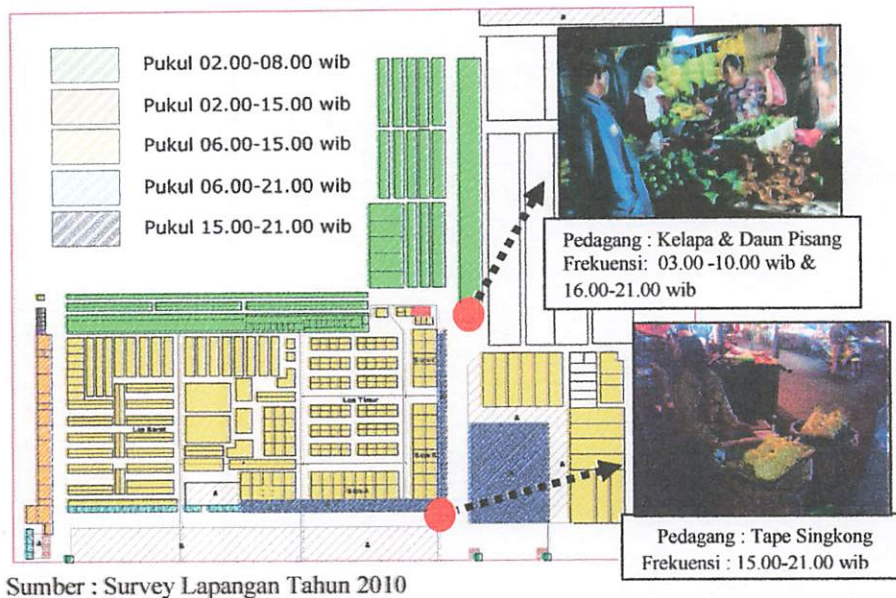 Pukul 02.00-08.00 wib
Pukul 02.00-15.00 wib
Pukul 06.00-15.00 wib
Pukul 06.00-21.00 wib
Pukul 15.00-21.00 wib
Pedagang : Kelapa & Daun Pisang
Frekuensi: 03.00 -10.00 wib &
16.00-21.00 wib
Los Timur
Los Barat
Pedagang : Tape Singkong
Frekuensi : 15.00-21.00 wib
Sumber : Survey Lapangan Tahun 2010